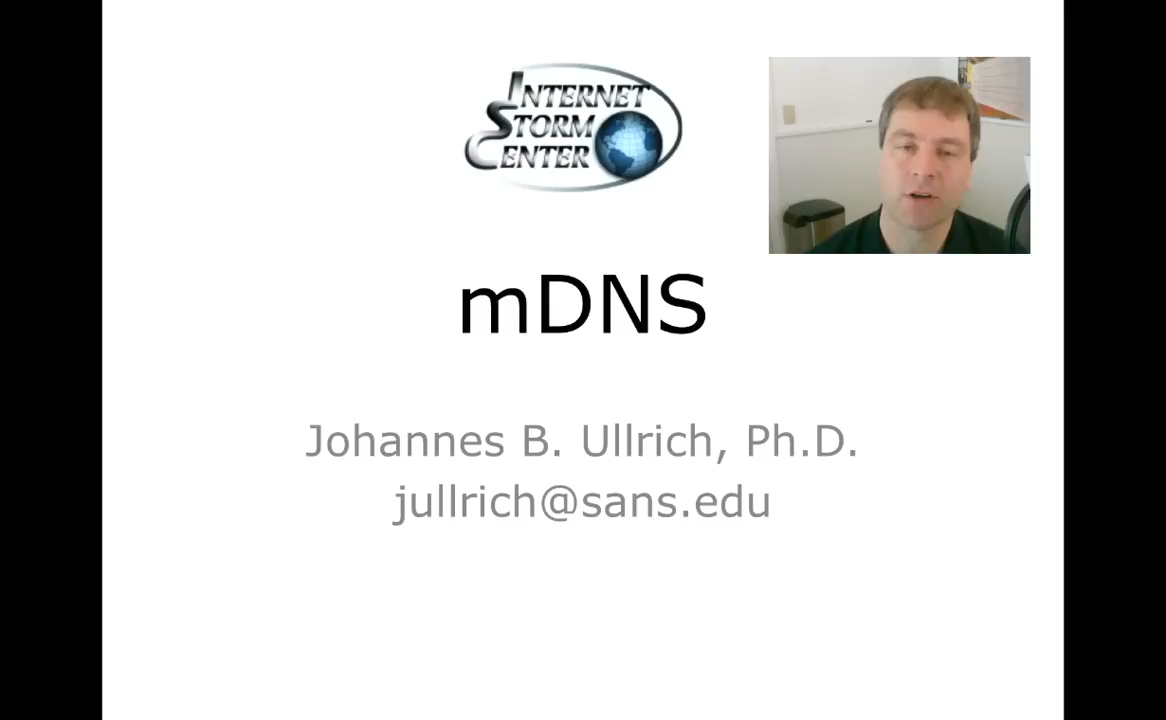 INTERNET
STORM
CENTER
mDNS
Johannes B. Ullrich, Ph.D.
jullrich@sans.edu